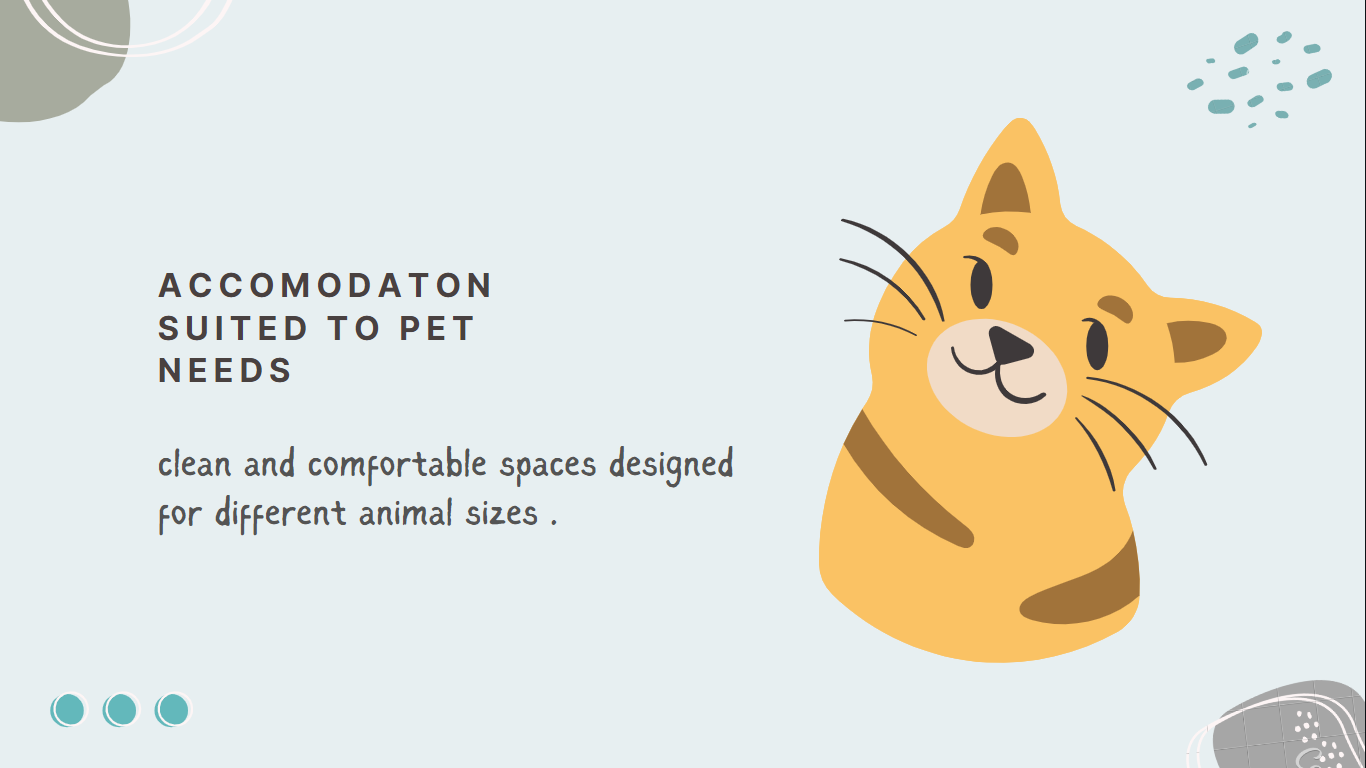 ACCOMODATON
SUITED TO PET
NEEDS
clean and comfortable spaces designed
for different animal sizes .